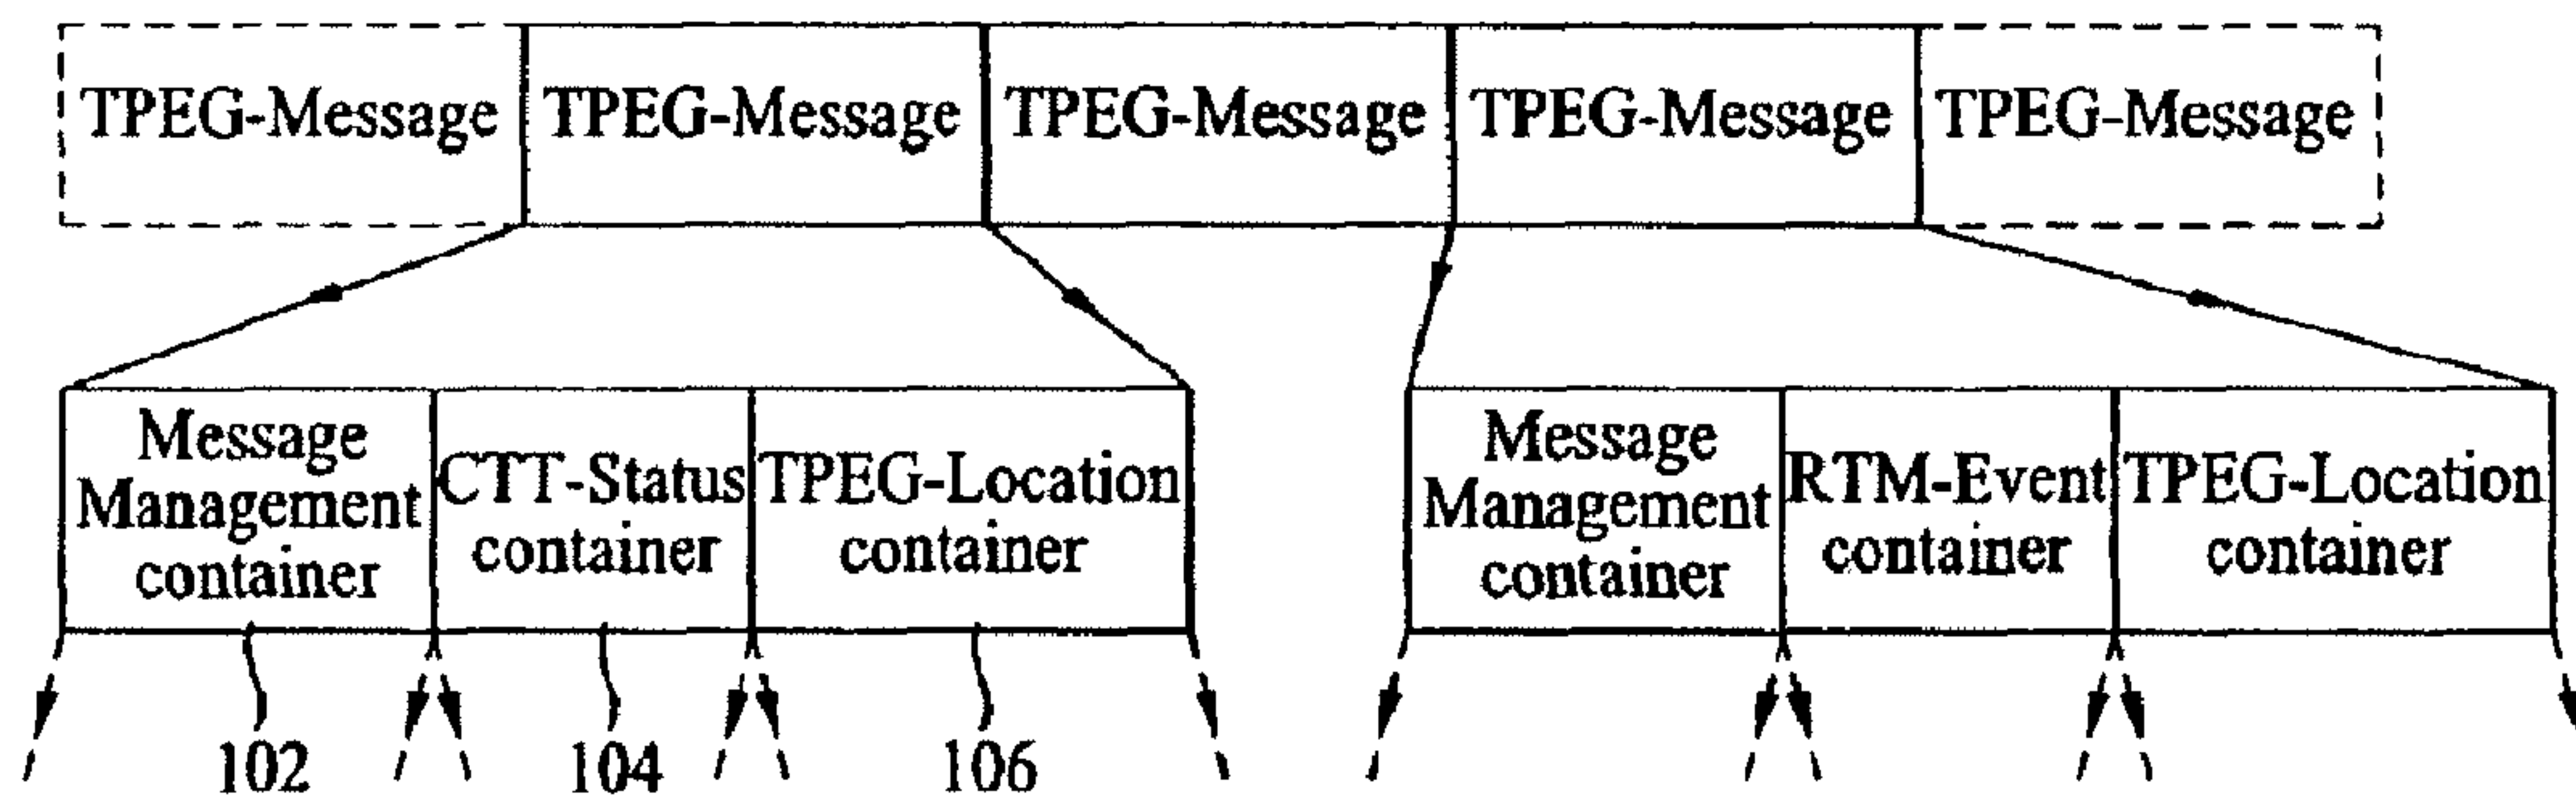 TPEG-Message TPEG-Message TPEG-Message TPEG-Message TPEG-Message
Message
Management
container
CTT-Status
container
TPEG-Location
container
Message
Management
container
RTM-Event
container
TPEG-Location
container
102 104 106